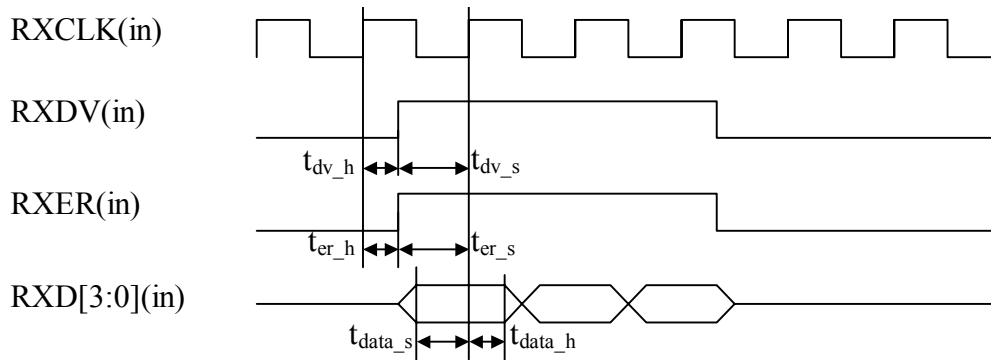 RXCLK(in)
RXDV(in)
t_dv_h t_dv_s
RXER(in)
t_er_h t_er_s
RXD[3:0](in)
t_data_s t_data_h